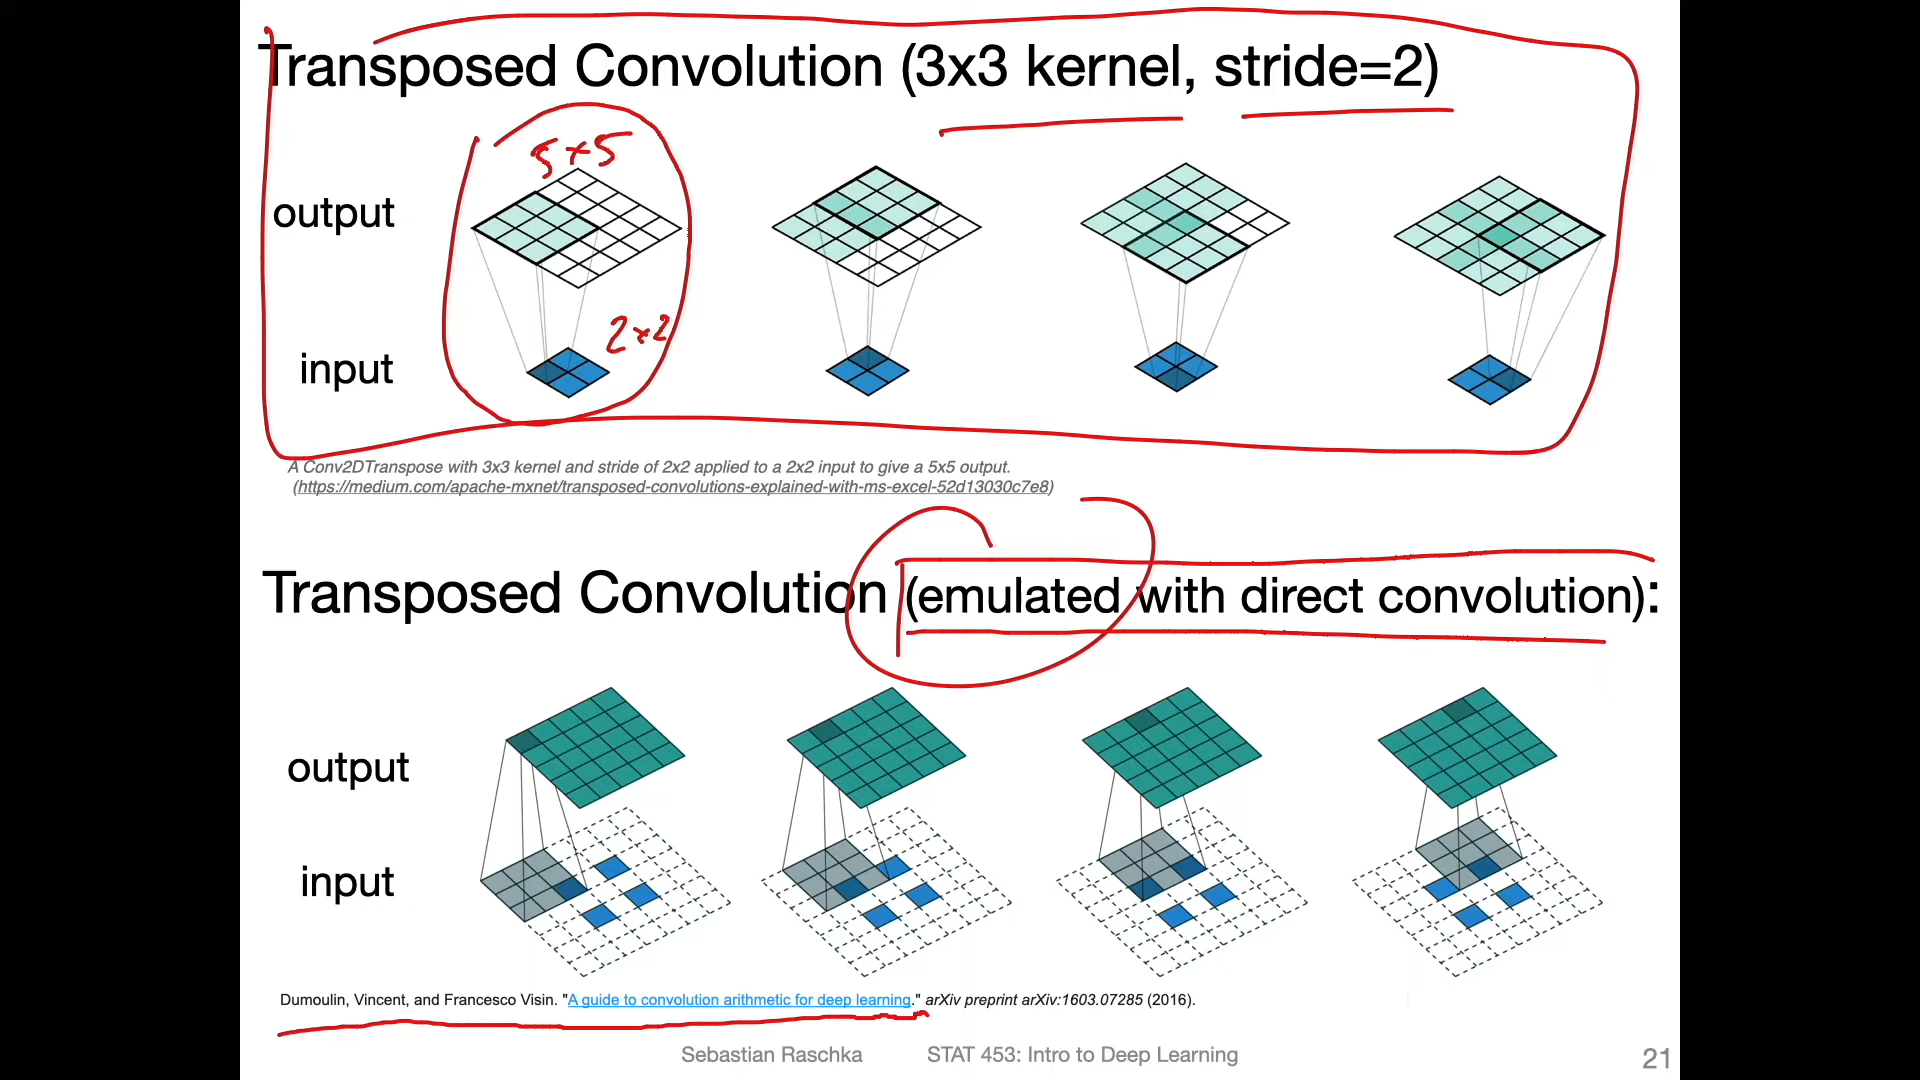 Transposed Convolution (3x3 kernel, stride=2)
5x5
output
2x2
input
A Conv2DTranspose with 3x3 kernel and stride of 2x2 applied to a 2x2 input to give a 5x5 output.
(https://medium.com/apache-mxnet/transposed-convolutions-explained-with-ms-excel-52d13030c7e8)
Transposed Convolution (emulated with direct convolution):
output
input
Dumoulin, Vincent, and Francesco Visin. "A guide to convolution arithmetic for deep learning." arXiv preprint arXiv:1603.07285 (2016).
Sebastian Raschka STAT 453: Intro to Deep Learning 21